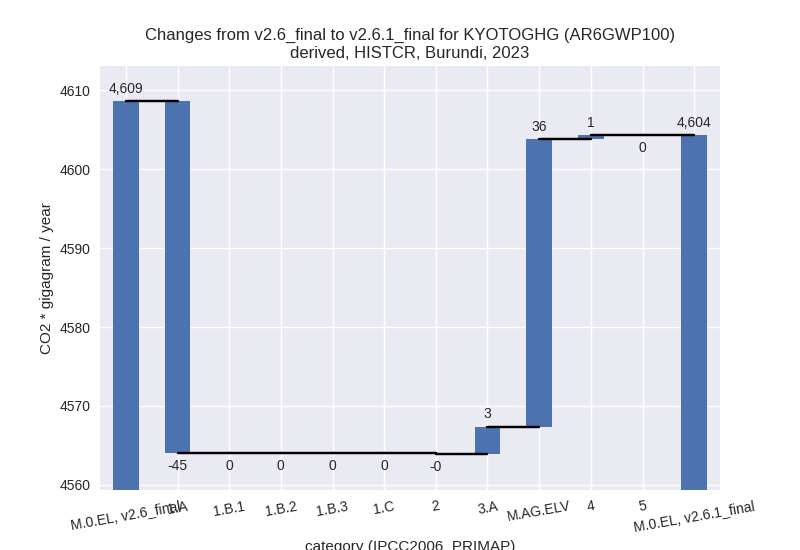 Changes from v2.6_final to v2.6.1_final for KYOTOGHG (AR6GWP100)
derived, HISTCR, Burundi, 2023
CO2 * gigagram / year
4610
4600
4590
4580
4570
4560
4,609
-45
0
0
0
0
-0
3
36
1
0
4,604
M.0.EL, v2.6_final
1.A
1.B.1
1.B.2
1.B.3
1.C
2
3.A
M.AG.ELV
4
5
M.0.EL, v2.6.1_final
category (IPCC2006_PRIMAP)